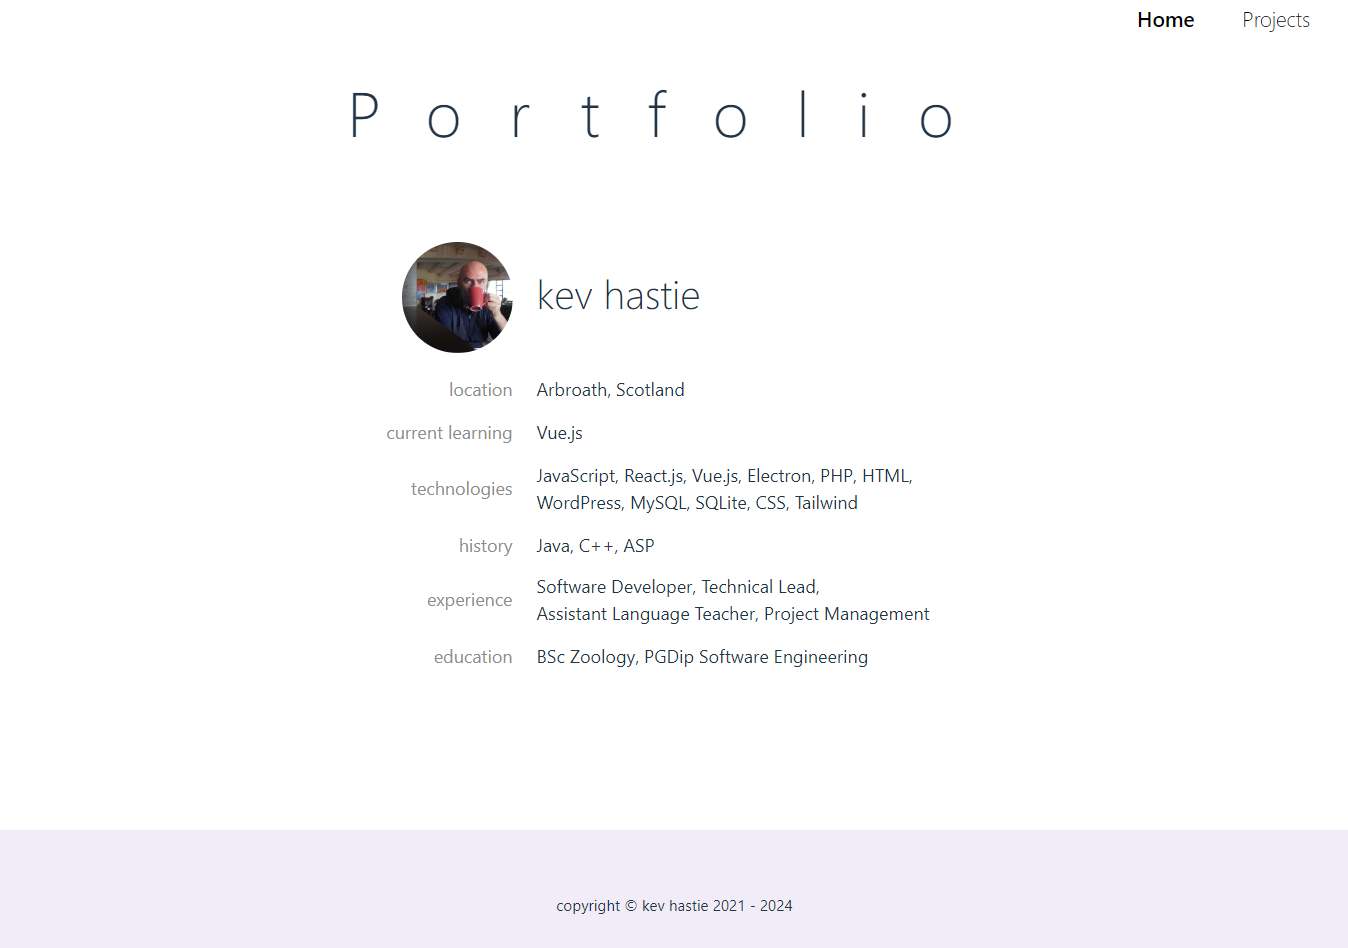 Home Projects
Portfolio
kev hastie
location Arbroath, Scotland
current learning Vue.js
technologies JavaScript, React.js, Vue.js, Electron, PHP, HTML,
WordPress, MySQL, SQLite, CSS, Tailwind
history Java, C++, ASP
experience Software Developer, Technical Lead,
Assistant Language Teacher, Project Management
education BSc Zoology, PGDip Software Engineering
copyright © kev hastie 2021 - 2024